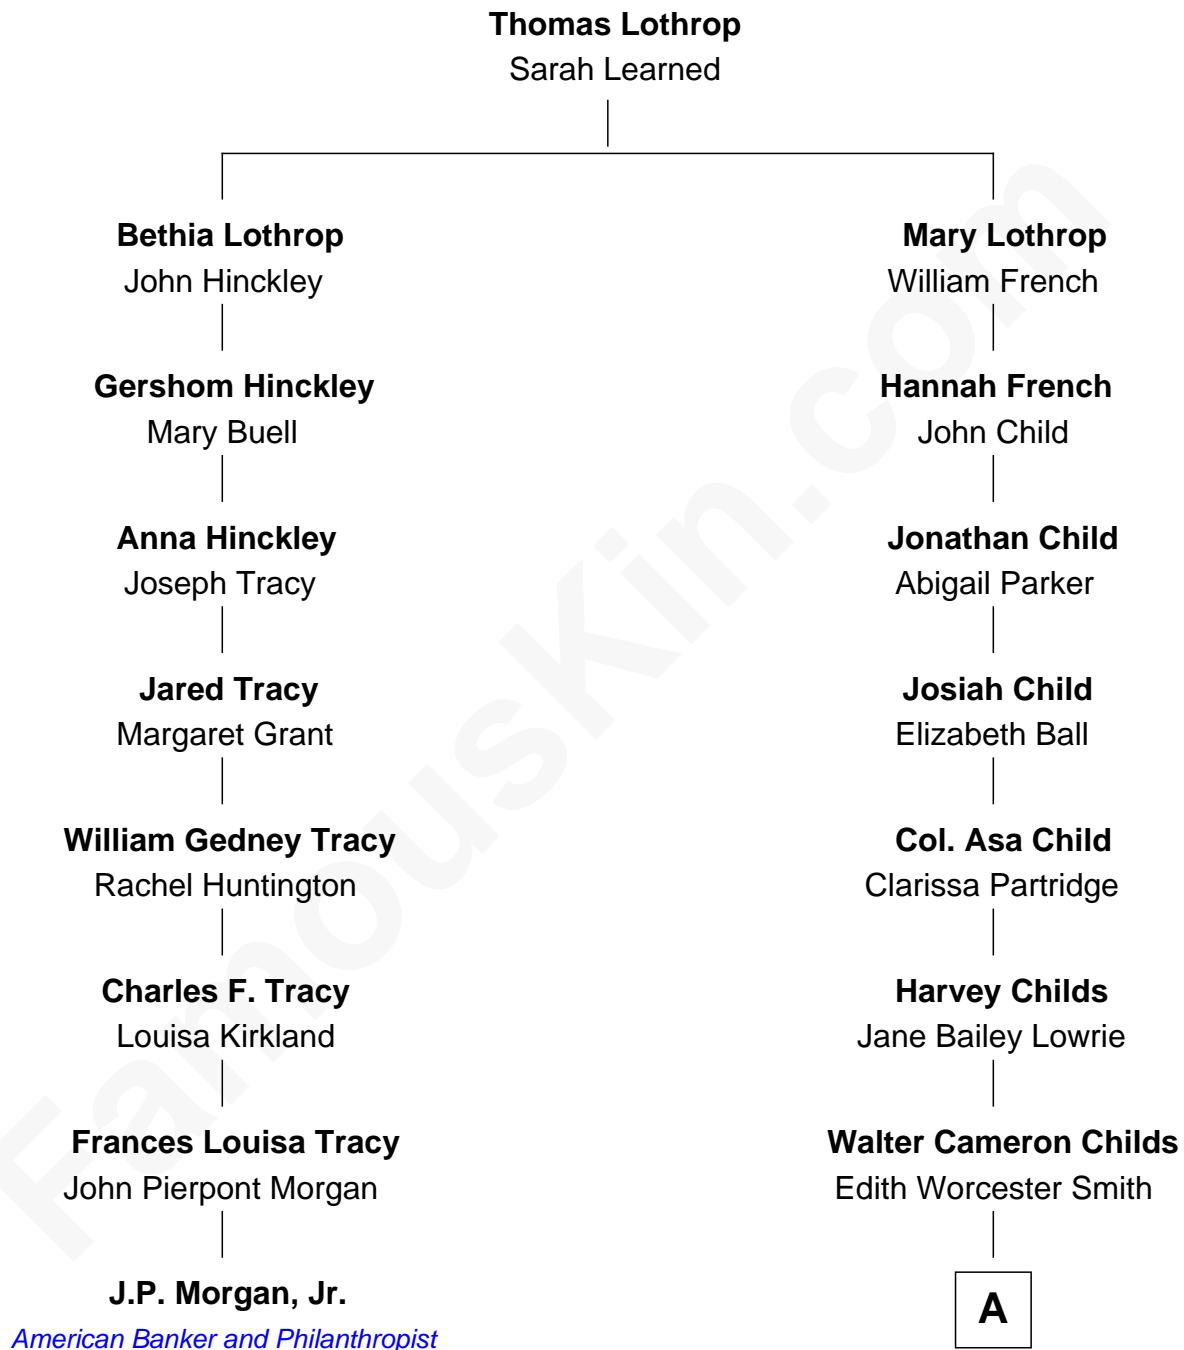 Thomas Lothrop
Sarah Learned
Bethia Lothrop
John Hinckley
Mary Lothrop
William French
Gershom Hinckley
Mary Buell
Hannah French
John Child
Anna Hinckley
Joseph Tracy
Jonathan Child
Abigail Parker
Jared Tracy
Margaret Grant
Josiah Child
Elizabeth Ball
William Gedney Tracy
Rachel Huntington
Col. Asa Child
Clarissa Partridge
Charles F. Tracy
Louisa Kirkland
Harvey Childs
Jane Bailey Lowrie
Frances Louisa Tracy
John Pierpont Morgan
Walter Cameron Childs
Edith Worcester Smith
J.P. Morgan, Jr.
American Banker and Philanthropist
A
FamousKin.com